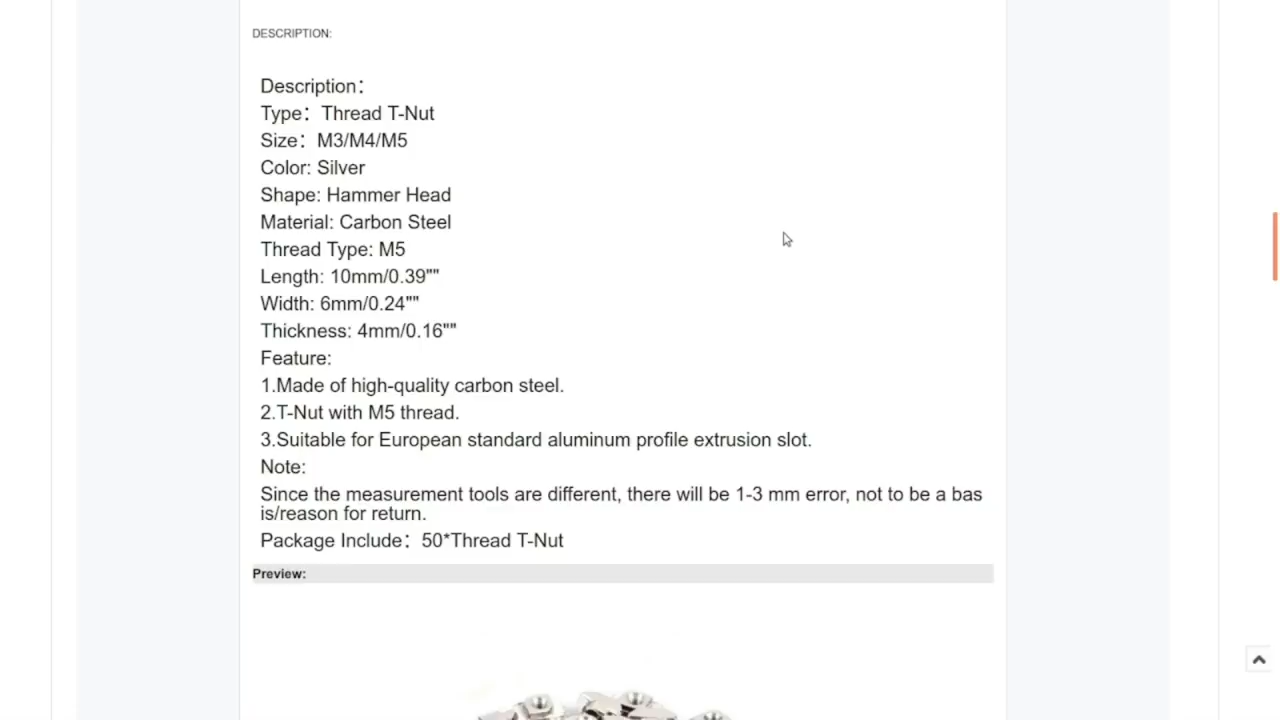 DESCRIPTION:
Description：
Type：Thread T-Nut
Size：M3/M4/M5
Color: Silver
Shape: Hammer Head
Material: Carbon Steel
Thread Type: M5
Length: 10mm/0.39""
Width: 6mm/0.24""
Thickness: 4mm/0.16""
Feature:
1.Made of high-quality carbon steel.
2.T-Nut with M5 thread.
3.Suitable for European standard aluminum profile extrusion slot.
Note:
Since the measurement tools are different, there will be 1-3 mm error, not to be a bas
is/reason for return.
Package Include：50*Thread T-Nut
Preview: